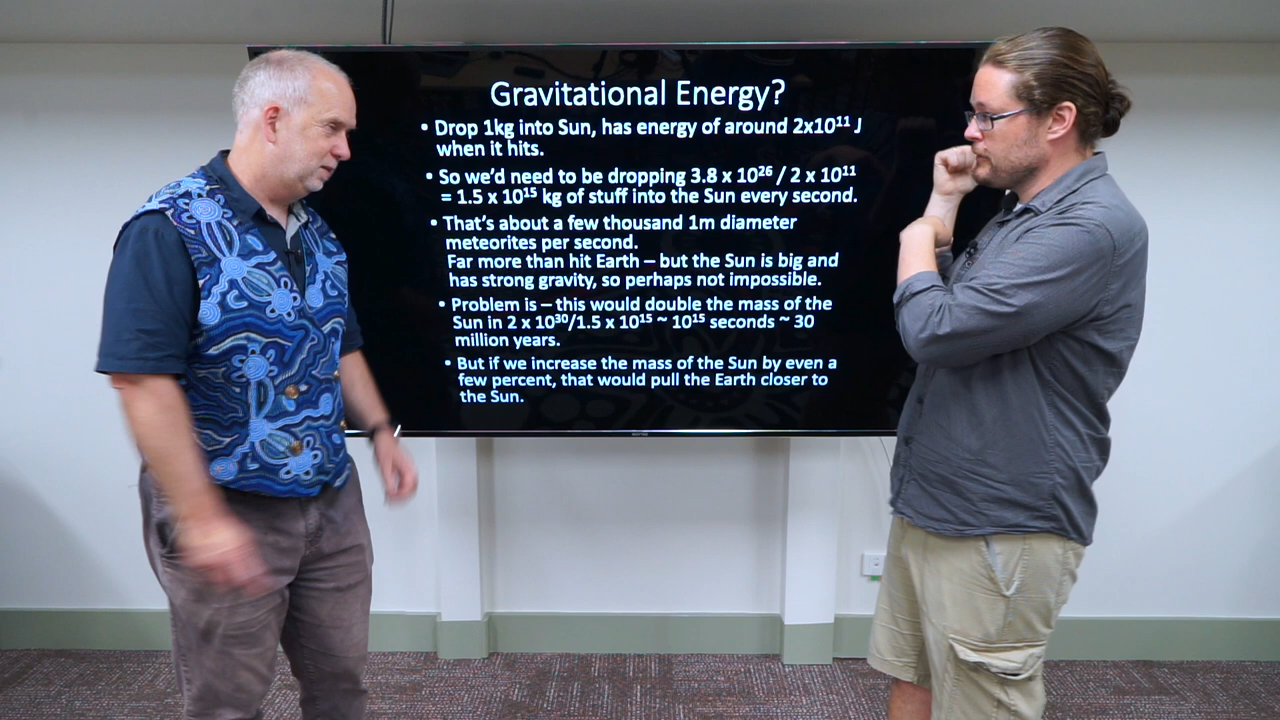 Gravitational Energy?
• Drop 1kg into Sun, has energy of around 2x10¹¹ J
when it hits.
• So we'd need to be dropping 3.8 x 10²⁶ / 2 x 10¹¹
= 1.5 x 10¹⁵ kg of stuff into the Sun every second.
• That's about a few thousand 1m diameter
meteorites per second.
Far more than hit Earth – but the Sun is big and
has strong gravity, so perhaps not impossible.
• Problem is – this would double the mass of the
Sun in 2 x 10³⁰/1.5 x 10¹⁵ ~ 10¹⁵ seconds ~ 30
million years.
• But if we increase the mass of the Sun by even a
few percent, that would pull the Earth closer to
the Sun.